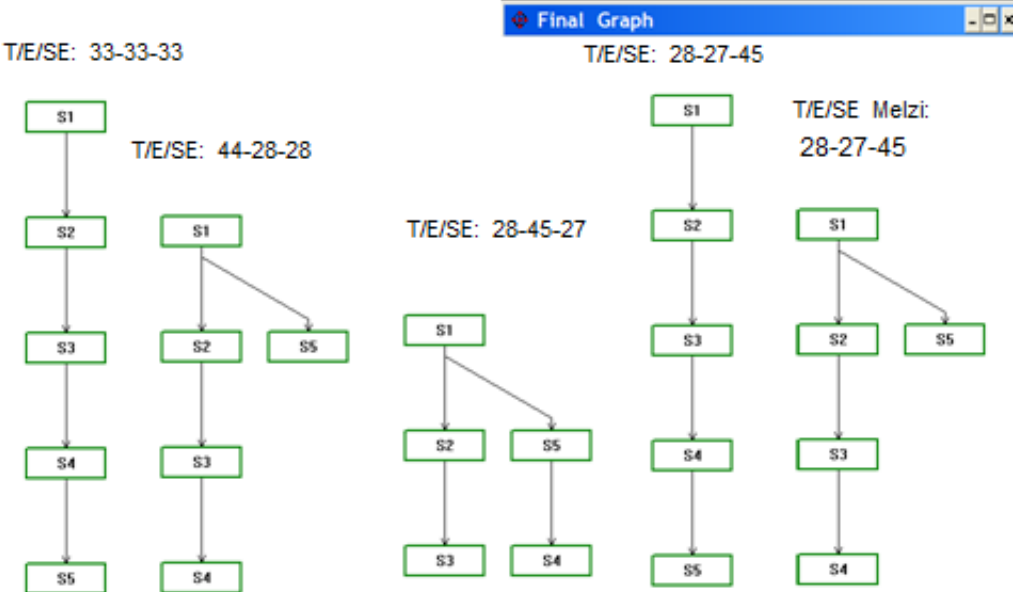 Final Graph
T/E/SE: 33-33-33
T/E/SE: 28-27-45
S1
S1
T/E/SE Melzi:
28-27-45
T/E/SE: 44-28-28
S2
S1
T/E/SE: 28-45-27
S2
S1
S1
S3
S2
S5
S3
S2
S5
S4
S3
S2
S5
S4
S3
S5
S4
S3
S4
S5
S4